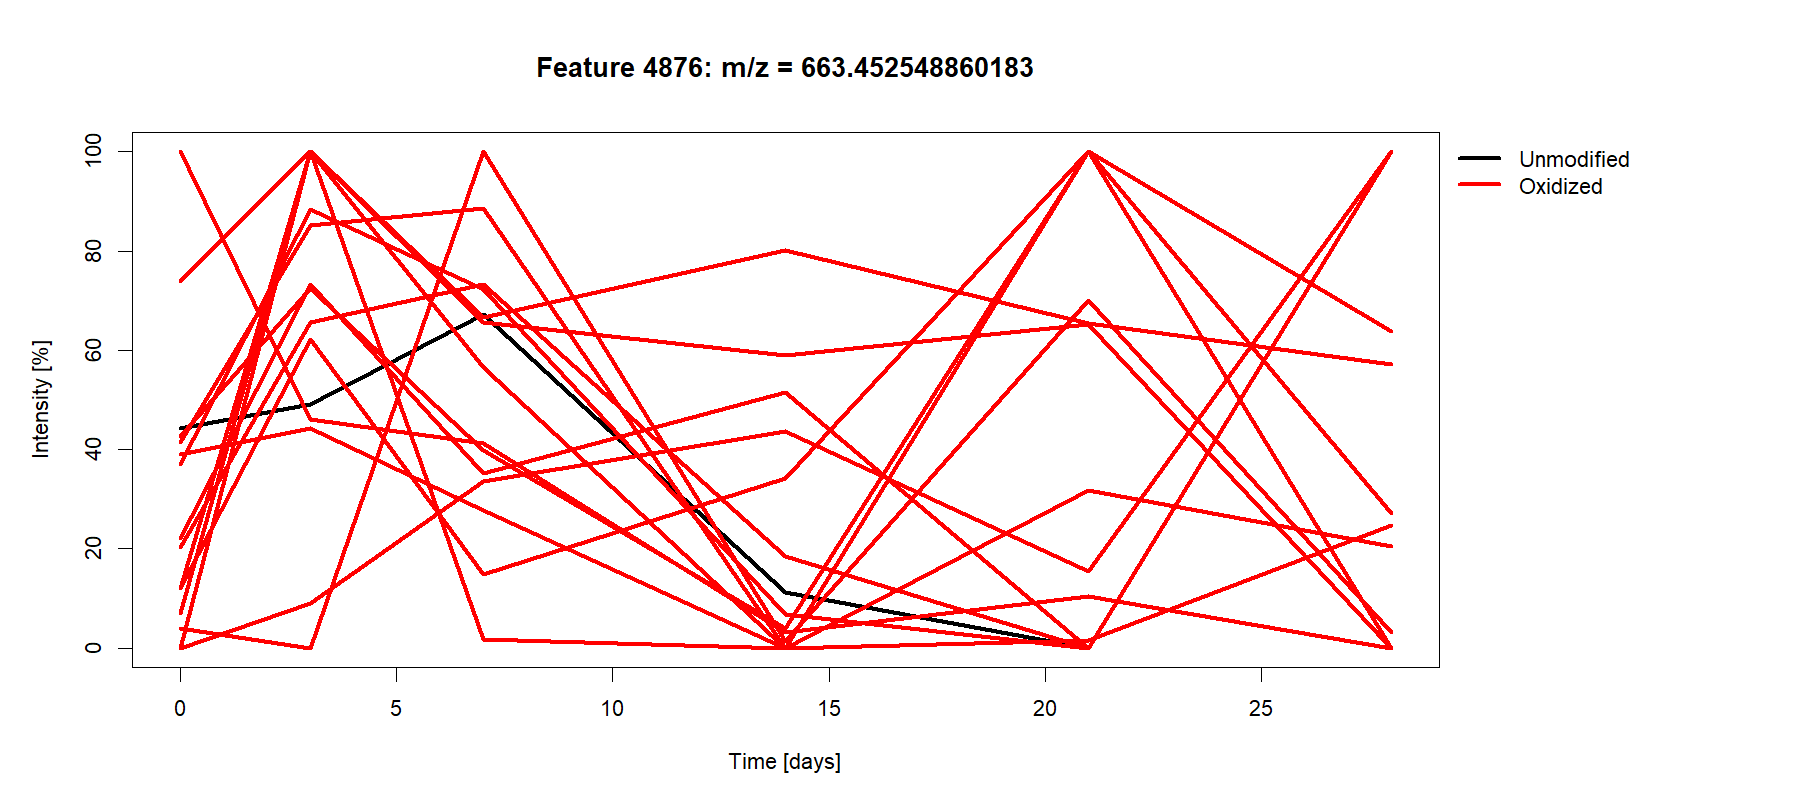 Feature 4876: m/z = 663.452548860183
Unmodified
Oxidized
100
80
60
40
20
0
Intensity [%]
0 5 10 15 20 25
Time [days]